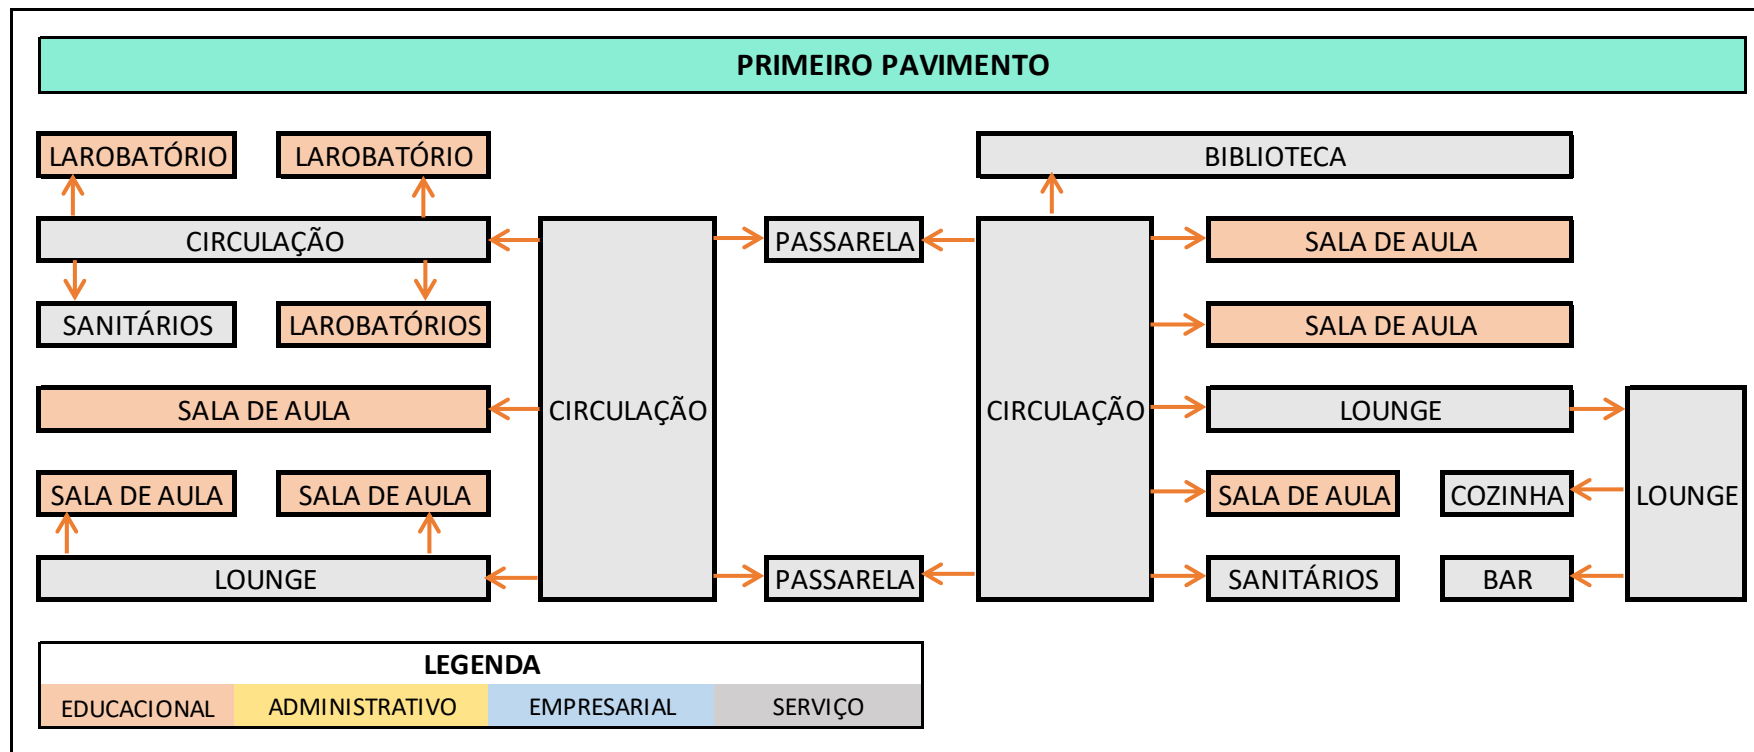 PRIMEIRO PAVIMENTO
LAROBATÓRIO
LAROBATÓRIO
BIBLIOTECA
CIRCULAÇÃO
PASSARELA
SALA DE AULA
SANITÁRIOS
LAROBATÓRIOS
SALA DE AULA
SALA DE AULA
CIRCULAÇÃO
CIRCULAÇÃO
LOUNGE
SALA DE AULA
SALA DE AULA
SALA DE AULA
COZINHA
LOUNGE
LOUNGE
PASSARELA
SANITÁRIOS
BAR
LEGENDA
EDUCACIONAL
ADMINISTRATIVO
EMPRESARIAL
SERVIÇO